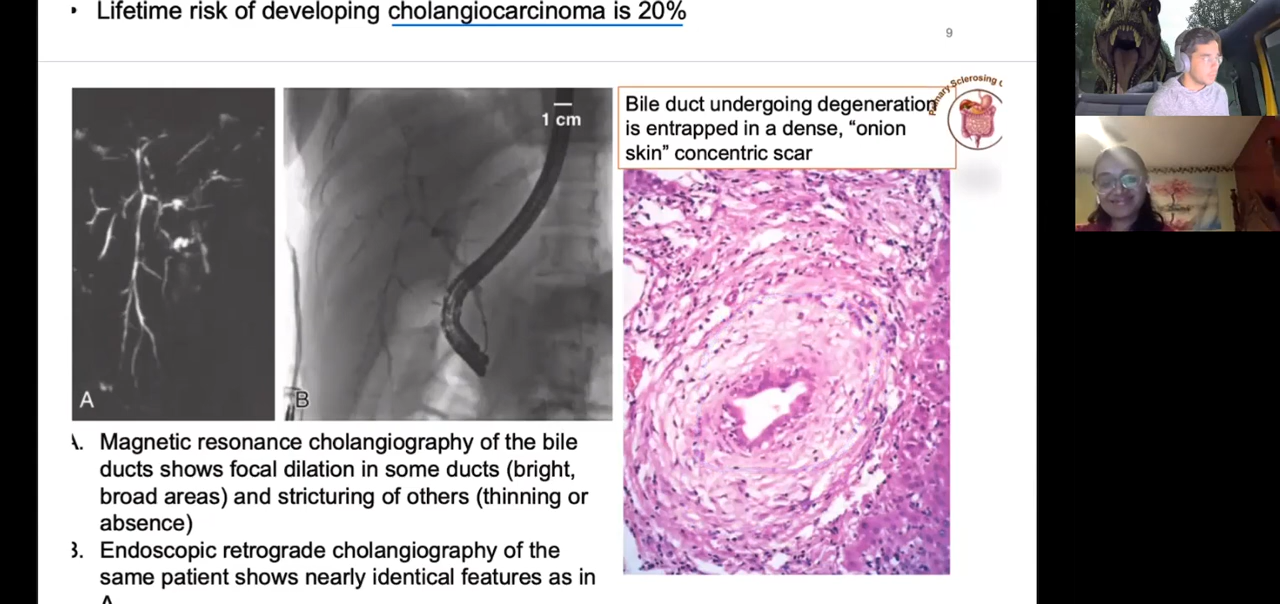 • Lifetime risk of developing cholangiocarcinoma is 20%
9
1 cm
Bile duct undergoing degeneration
is entrapped in a dense, “onion
skin” concentric scar
Sclerosing
A
B
Magnetic resonance cholangiography of the bile
ducts shows focal dilation in some ducts (bright,
broad areas) and stricturing of others (thinning or
absence)
Endoscopic retrograde cholangiography of the
same patient shows nearly identical features as in